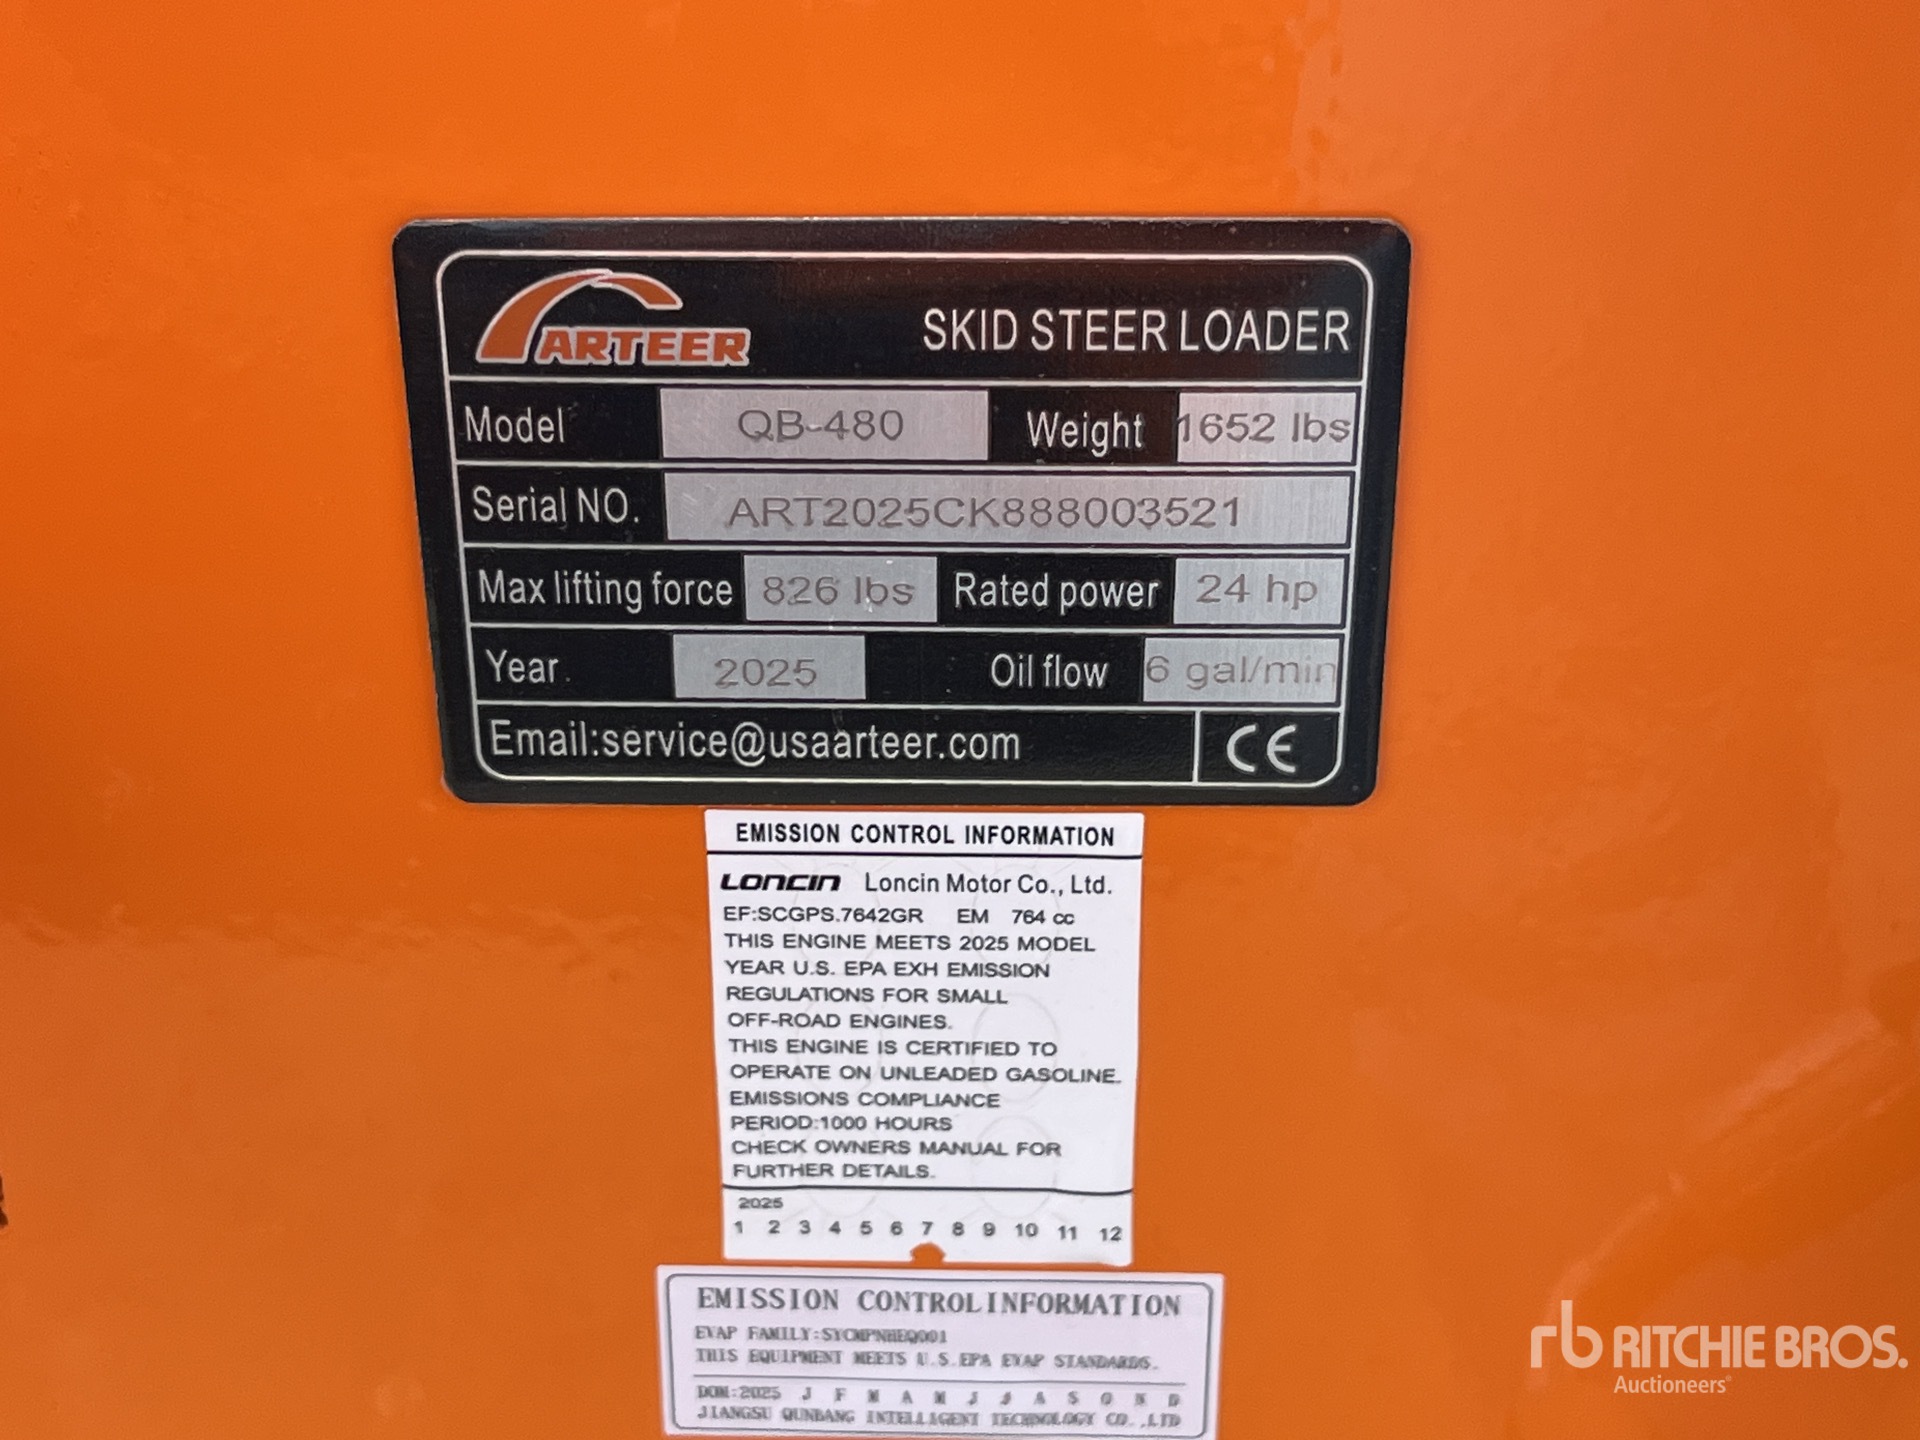 ARTEER SKID STEER LOADER
Model QB-480 Weight 1652 lbs
Serial NO. ART2025CK888003521
Max lifting force 826 lbs Rated power 24 hp
Year 2025 Oil flow 6 gal/min
Email:service@usaarteer.com CE
EMISSION CONTROL INFORMATION
LONCIN Loncin Motor Co., Ltd.
EF:SCGPS.7642GR EM 764 cc
THIS ENGINE MEETS 2025 MODEL
YEAR U.S. EPA EXH EMISSION
REGULATIONS FOR SMALL
OFF-ROAD ENGINES.
THIS ENGINE IS CERTIFIED TO
OPERATE ON UNLEADED GASOLINE.
EMISSIONS COMPLIANCE
PERIOD:1000 HOURS
CHECK OWNERS MANUAL FOR
FURTHER DETAILS.
2025
1 2 3 4 5 6 7 8 9 10 11 12
EMISSION CONTROLINFORMATION
EVAP FAMILY:SYCMPNHEQ001
THIS EQUIPMENT MEETS U.S.EPA EVAP STANDARDS.
DOM:2025 J F M A M J J A S O N D
JIANGSU QUNBANG INTELLIGENT TECHNOLOGY CO.,LTD
rb RITCHIE BROS.
Auctioneers